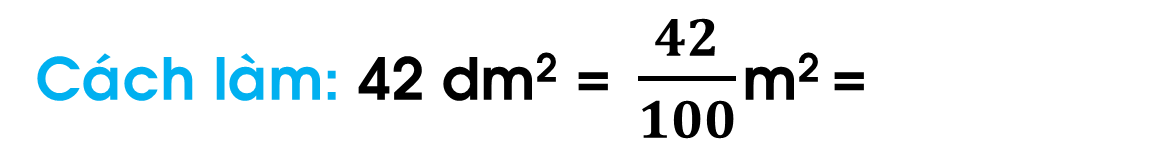 Cách làm: 42 dm² = 42/100 m² =